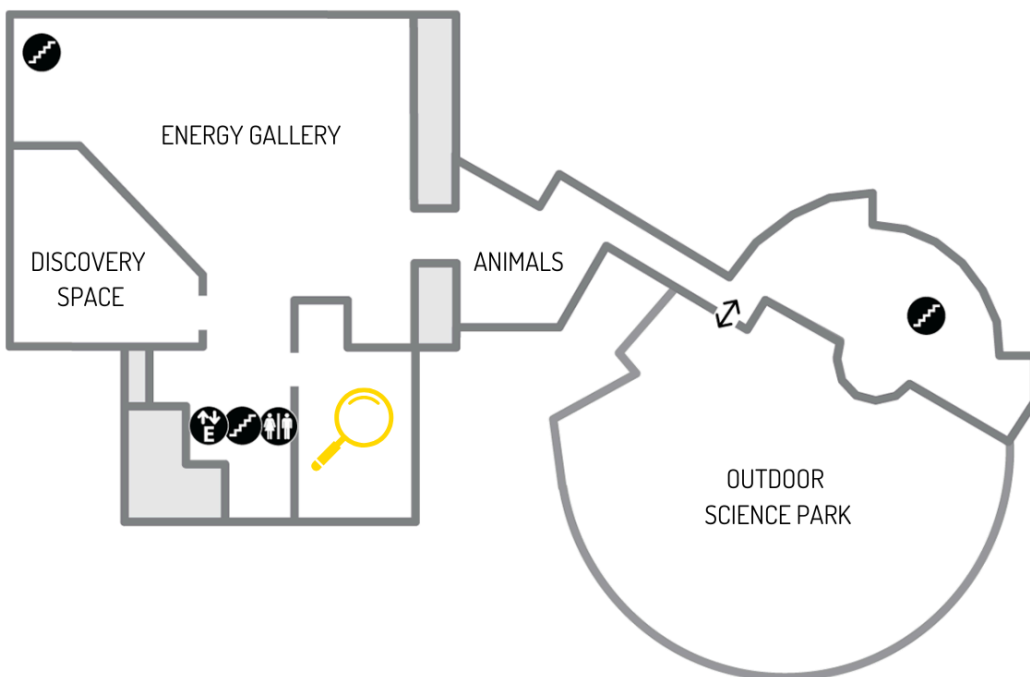 ENERGY GALLERY
DISCOVERY
SPACE
ANIMALS
E
OUTDOOR
SCIENCE PARK